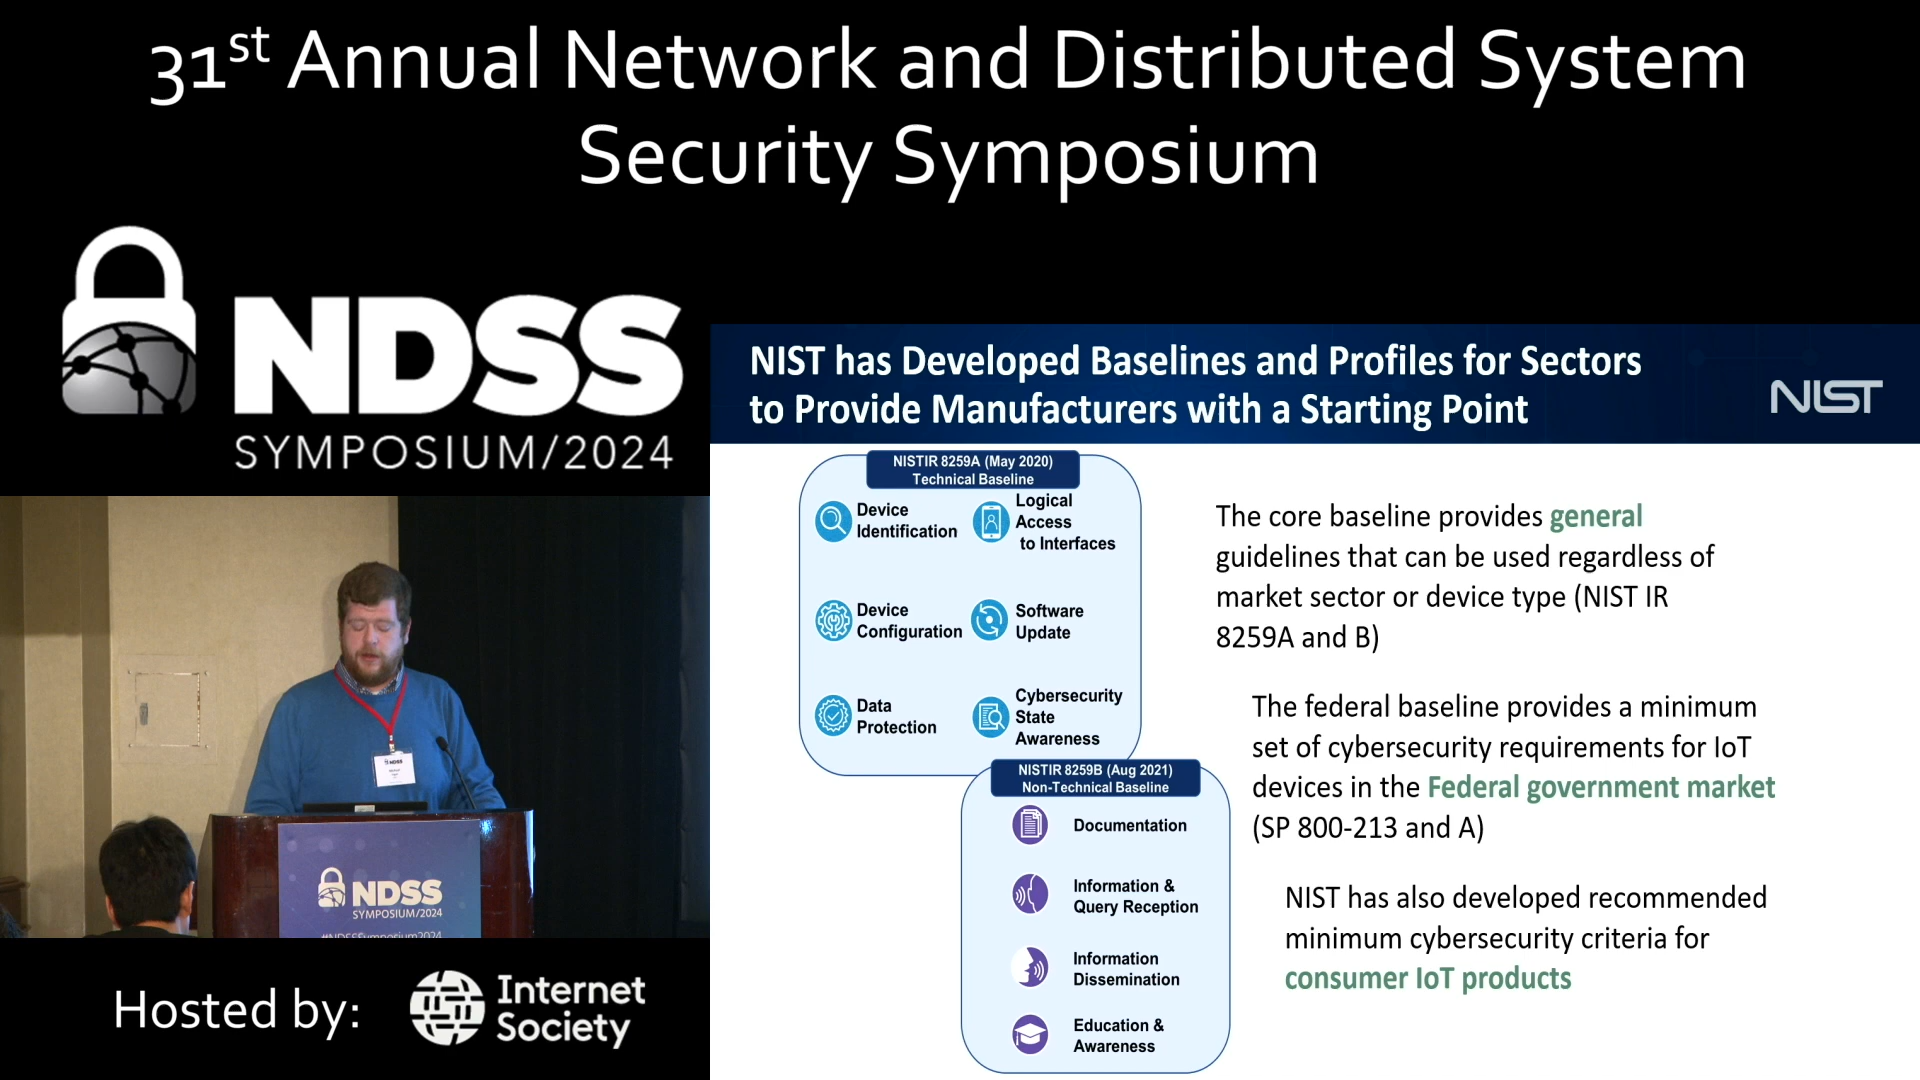 31st Annual Network and Distributed System
Security Symposium
NDSS
SYMPOSIUM/2024
NIST has Developed Baselines and Profiles for Sectors
to Provide Manufacturers with a Starting Point
NIST
NISTIR 8259A (May 2020)
Technical Baseline
Device
Identification
Logical
Access
to Interfaces
Device
Configuration
Software
Update
Data
Protection
Cybersecurity
State
Awareness
NISTIR 8259B (Aug 2021)
Non-Technical Baseline
Documentation
Information &
Query Reception
Information
Dissemination
Education &
Awareness
The core baseline provides general
guidelines that can be used regardless of
market sector or device type (NIST IR
8259A and B)
The federal baseline provides a minimum
set of cybersecurity requirements for IoT
devices in the Federal government market
(SP 800-213 and A)
NIST has also developed recommended
minimum cybersecurity criteria for
consumer IoT products
NDSS
NDSS
SYMPOSIUM/2024
#NDSSSymposium2024
Hosted by:
Internet
Society